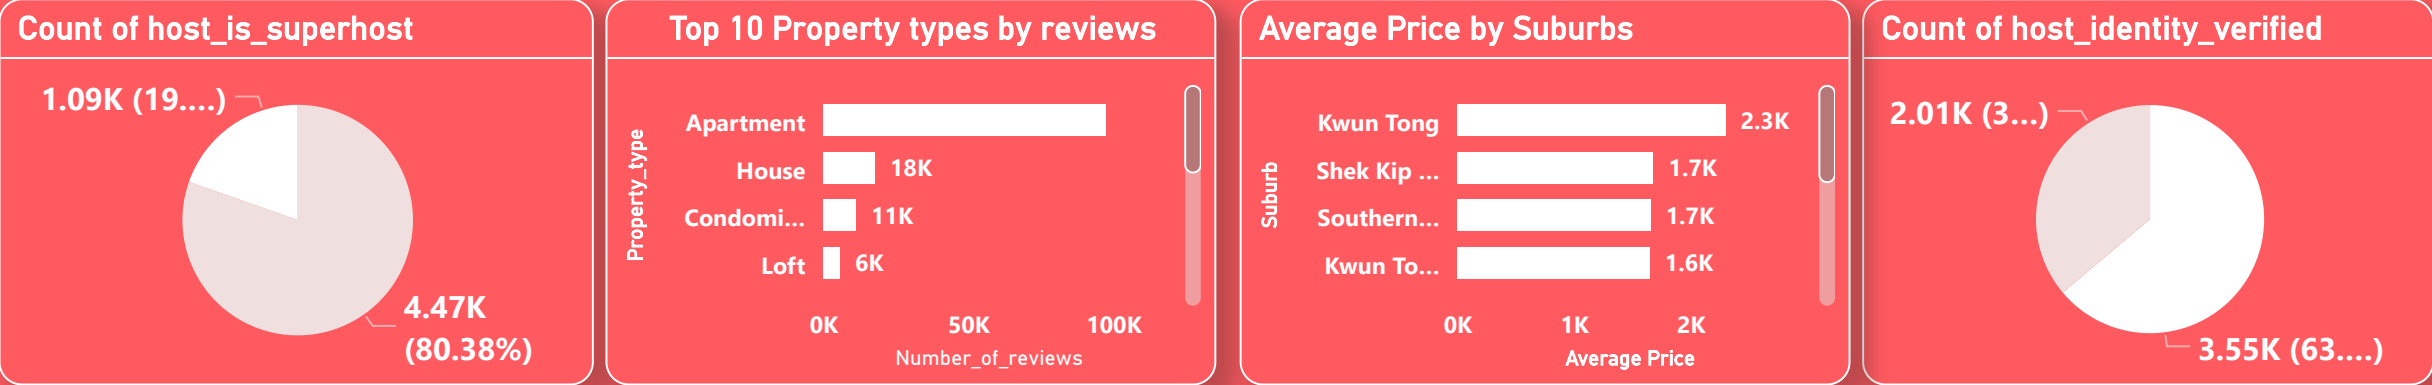 Count of host_is_superhost
1.09K (19....)
4.47K
(80.38%)
Top 10 Property types by reviews
Property_type
Apartment
House
18K
Condomi...
11K
Loft
6K
0K 50K 100K
Number_of_reviews
Average Price by Suburbs
Suburb
Kwun Tong
2.3K
Shek Kip ...
1.7K
Southern...
1.7K
Kwun To...
1.6K
0K 1K 2K
Average Price
Count of host_identity_verified
2.01K (3...)
3.55K (63....)